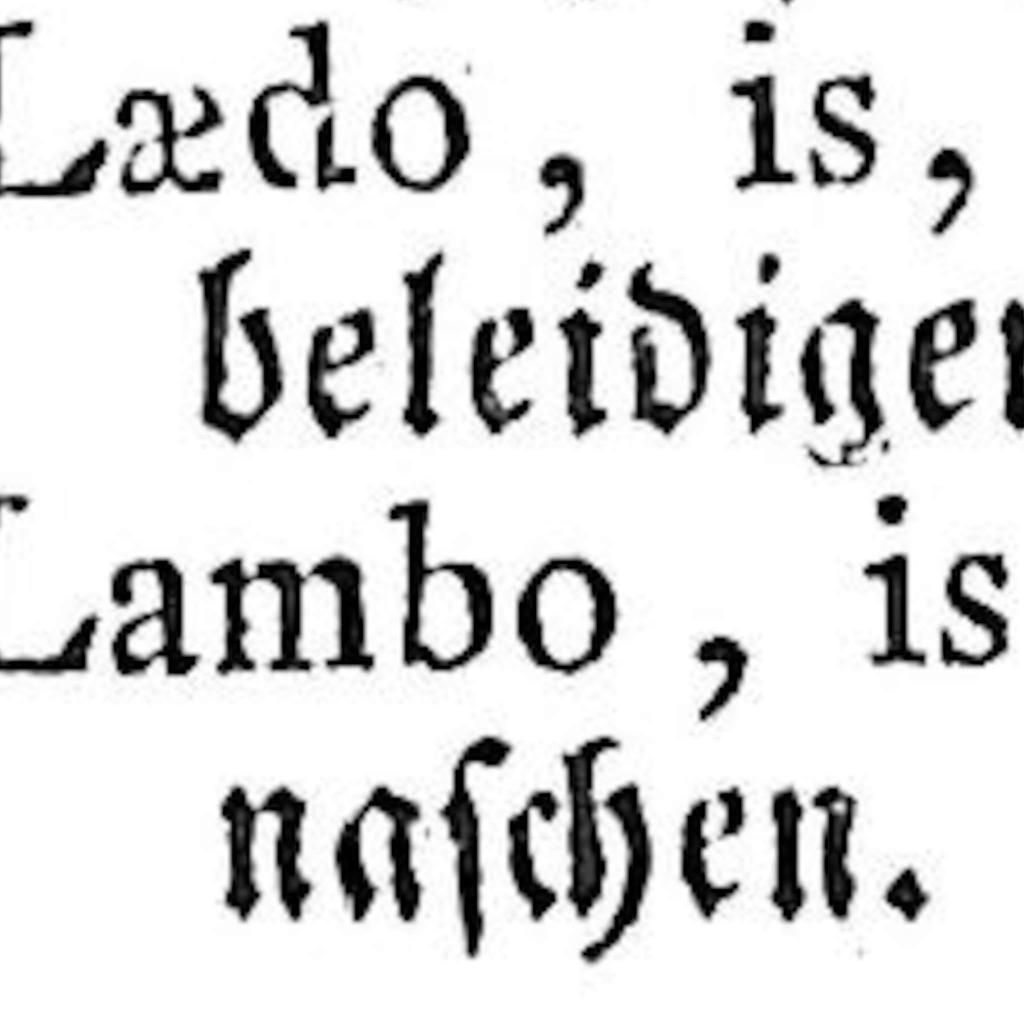 Lædo, is,
beleidigen
Lambo, is
naſchen.